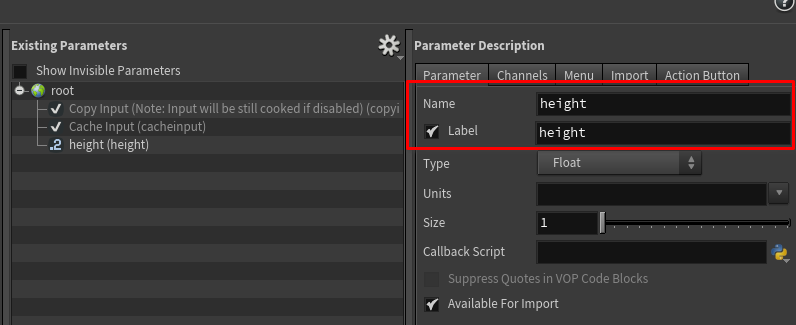 Existing Parameters
Show Invisible Parameters
root
Copy Input (Note: Input will be still cooked if disabled) (copyi
Cache Input (cacheinput)
.2 height (height)
Parameter Description
Parameter Channels Menu Import Action Button
Name height
Label height
Type Float
Units
Size 1
Callback Script
Suppress Quotes in VOP Code Blocks
Available For Import
?